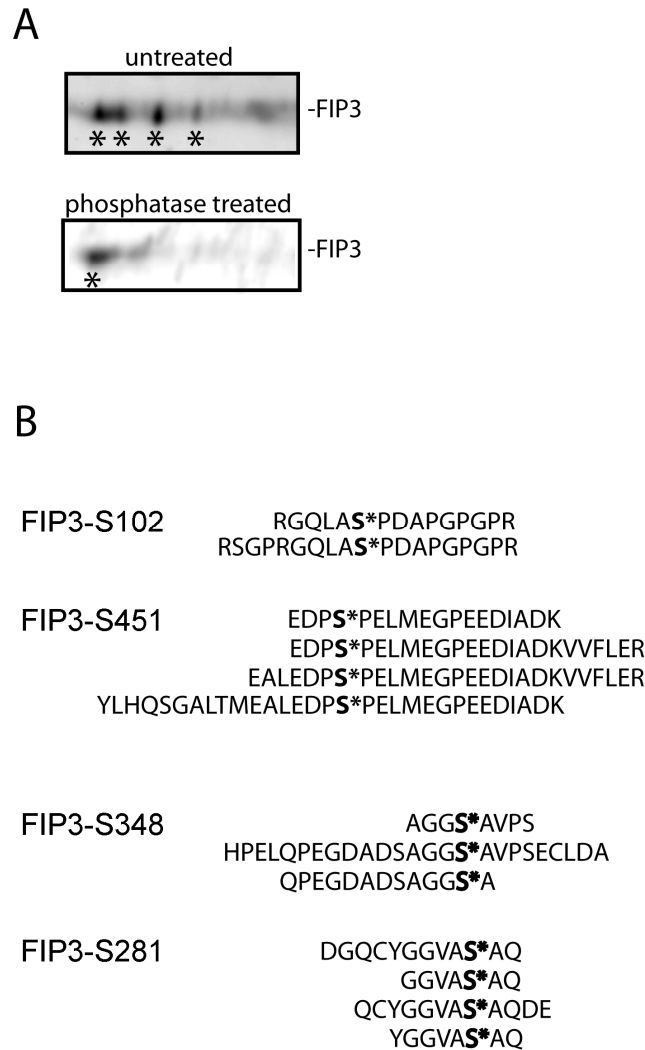 A
untreated
-FIP3
* * * *
phosphatase treated
-FIP3
*
B
FIP3-S102
RGQLAS*PDAPGPGPR
RSGPRGQLAS*PDAPGPGPR
FIP3-S451
EDPS*PELMEGPEEDIADK
EDPS*PELMEGPEEDIADKVVFLER
EALEDPS*PELMEGPEEDIADKVVFLER
YLHQSGALTMEALEDPS*PELMEGPEEDIADK
FIP3-S348
AGGS*AVPS
HPELQPEGDADSAGGS*AVPSECLDA
QPEGDADSAGGS*A
FIP3-S281
DGQCYGGVAS*AQ
GGVAS*AQ
QCYGGVAS*AQDE
YGGVAS*AQ